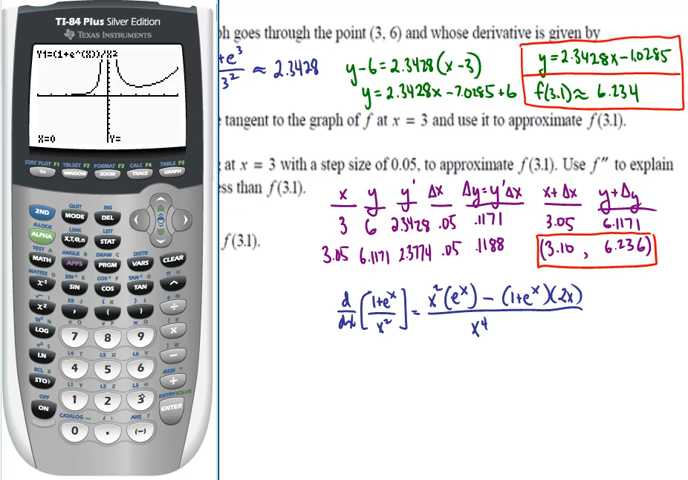 TI-84 Plus Silver Edition
TEXAS INSTRUMENTS
Y1=(1+e^(X))/X2
X=0 Y=
STAT PLOT F1 TBLSET F2 FORMAT F3 CALC F4 TABLE F5
Y= WINDOW ZOOM TRACE GRAPH
QUIT INS
2ND MODE DEL
A-LOCK LINK LIST
ALPHA X,T,Θ,n STAT
TEST A ANGLE B DRAW C DISTR
MATH APPS PRGM VARS CLEAR
MATRIX D SIN-1 E COS-1 F TAN-1 G
x-1 SIN COS TAN ^
x2 , ( ) ÷
LOG 7 8 9 ×
LN 4 5 6 −
RCL X L1 Y L2 Z L3
STO› 1 2 3 +
OFF CATALOG i ANS ? ENTRY SOLVE
ON 0 . (−) ENTER
ph goes through the point (3, 6) and whose derivative is given by
+e³/3² ≈ 2.3428
y-6=2.3428(x-3)
y=2.3428x-7.0285+6
y=2.3428x-1.0285
f(3.1)≈ 6.234
e tangent to the graph of f at x = 3 and use it to approximate f(3.1).
at x = 3 with a step size of 0.05, to approximate f(3.1). Use f″ to explain
ess than f(3.1).
x y y' Δx Δy=y'Δx x+Δx y+Δy
3 6 2.3428 .05 .1171 3.05 6.1171
3.05 6.1171 2.3774 .05 .1188 (3.10, 6.236)
f(3.1).
d/dx [1+e^x/x²] = x²(e^x) - (1+e^x)(2x)/x⁴